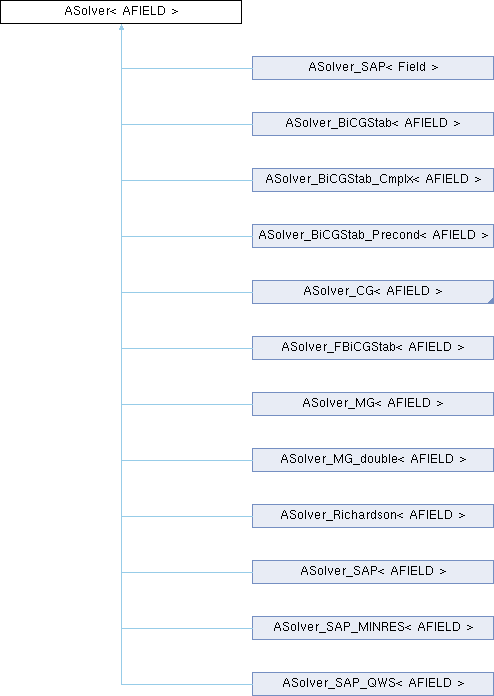 ASolver< AFIELD >
ASolver_SAP< Field >
ASolver_BiCGStab< AFIELD >
ASolver_BiCGStab_Cmplx< AFIELD >
ASolver_BiCGStab_Precond< AFIELD >
ASolver_CG< AFIELD >
ASolver_FBiCGStab< AFIELD >
ASolver_MG< AFIELD >
ASolver_MG_double< AFIELD >
ASolver_Richardson< AFIELD >
ASolver_SAP< AFIELD >
ASolver_SAP_MINRES< AFIELD >
ASolver_SAP_QWS< AFIELD >